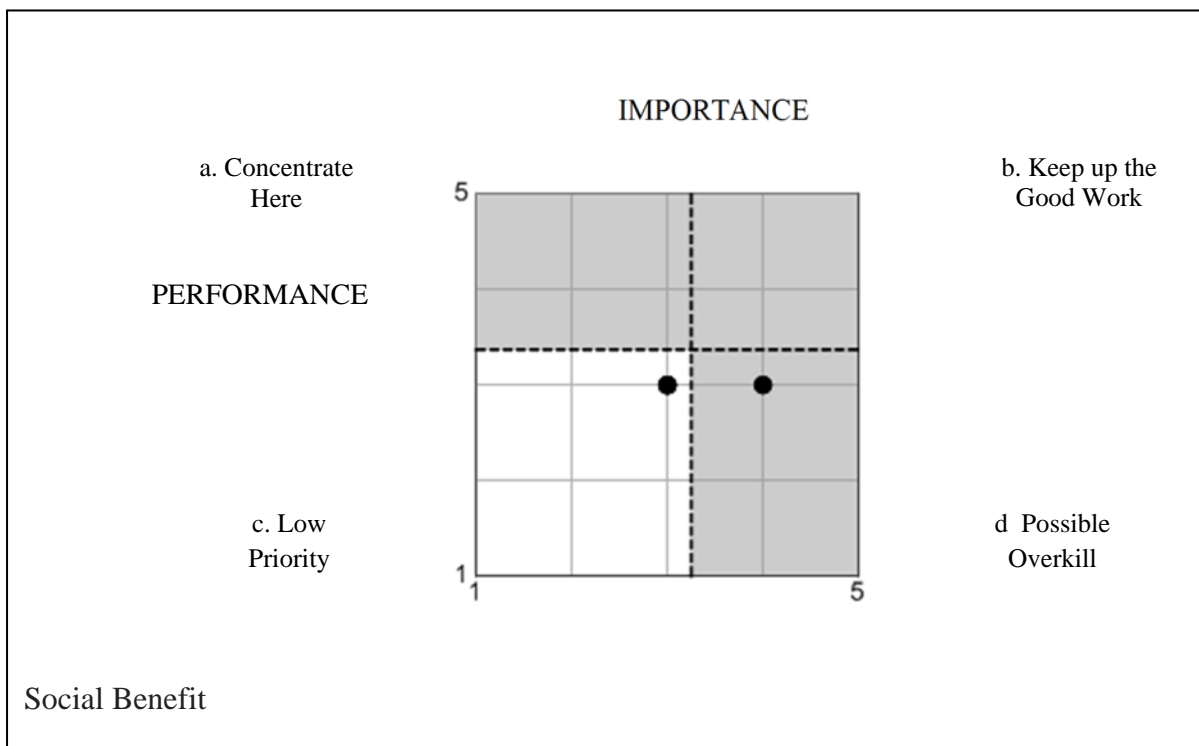 IMPORTANCE
a. Concentrate
Here
b. Keep up the
Good Work
5
PERFORMANCE
c. Low
Priority
d Possible
Overkill
1
1
5
Social Benefit